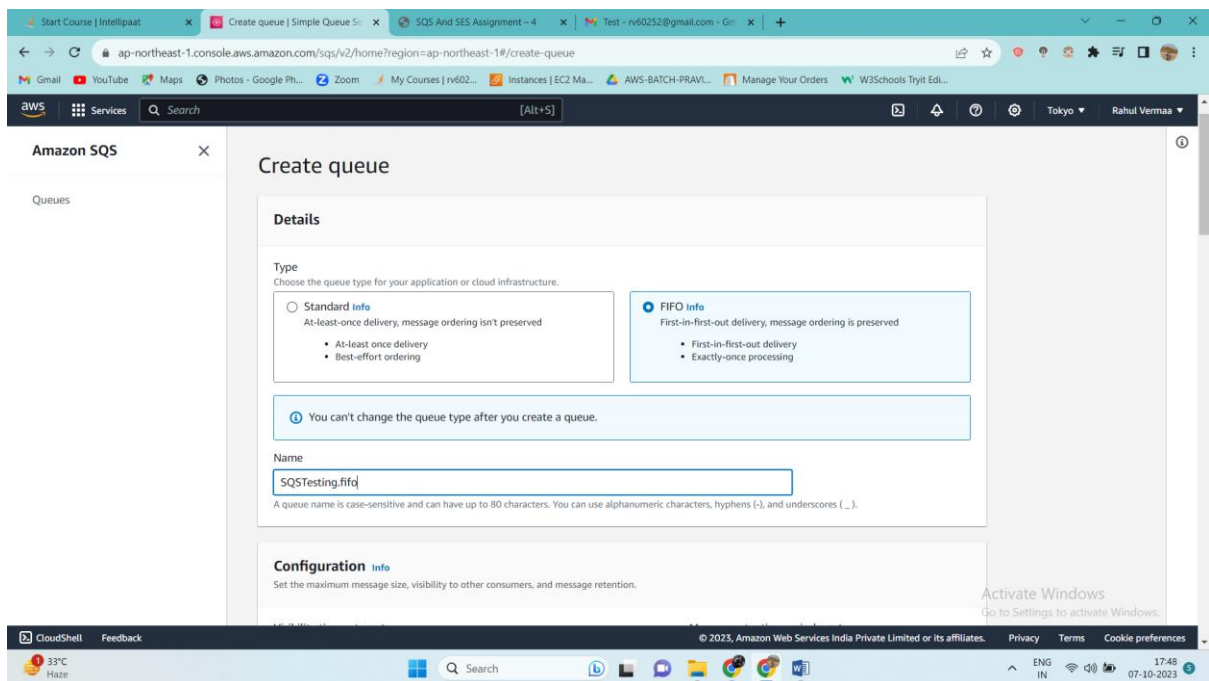 Start Course | Intellipaat
Create queue | Simple Queue Se
SQS And SES Assignment – 4
Test - rv60252@gmail.com - Gm
ap-northeast-1.console.aws.amazon.com/sqs/v2/home?region=ap-northeast-1#/create-queue
Gmail YouTube Maps Photos - Google Ph... Zoom My Courses | rv602... Instances | EC2 Ma... AWS-BATCH-PRAVI... Manage Your Orders W3Schools Tryit Edi...
aws Services Search [Alt+S] Tokyo Rahul Vermaa
Amazon SQS
Queues
Create queue
Details
Type
Choose the queue type for your application or cloud infrastructure.
Standard Info
At-least-once delivery, message ordering isn't preserved
• At-least once delivery
• Best-effort ordering
FIFO Info
First-in-first-out delivery, message ordering is preserved
• First-in-first-out delivery
• Exactly-once processing
You can't change the queue type after you create a queue.
Name
SQSTesting.fifo
A queue name is case-sensitive and can have up to 80 characters. You can use alphanumeric characters, hyphens (-), and underscores ( _ ).
Configuration Info
Set the maximum message size, visibility to other consumers, and message retention.
Activate Windows
Go to Settings to activate Windows.
CloudShell Feedback © 2023, Amazon Web Services India Private Limited or its affiliates. Privacy Terms Cookie preferences
1 33°C
Haze
Search
ENG
IN
17:48
07-10-2023
5